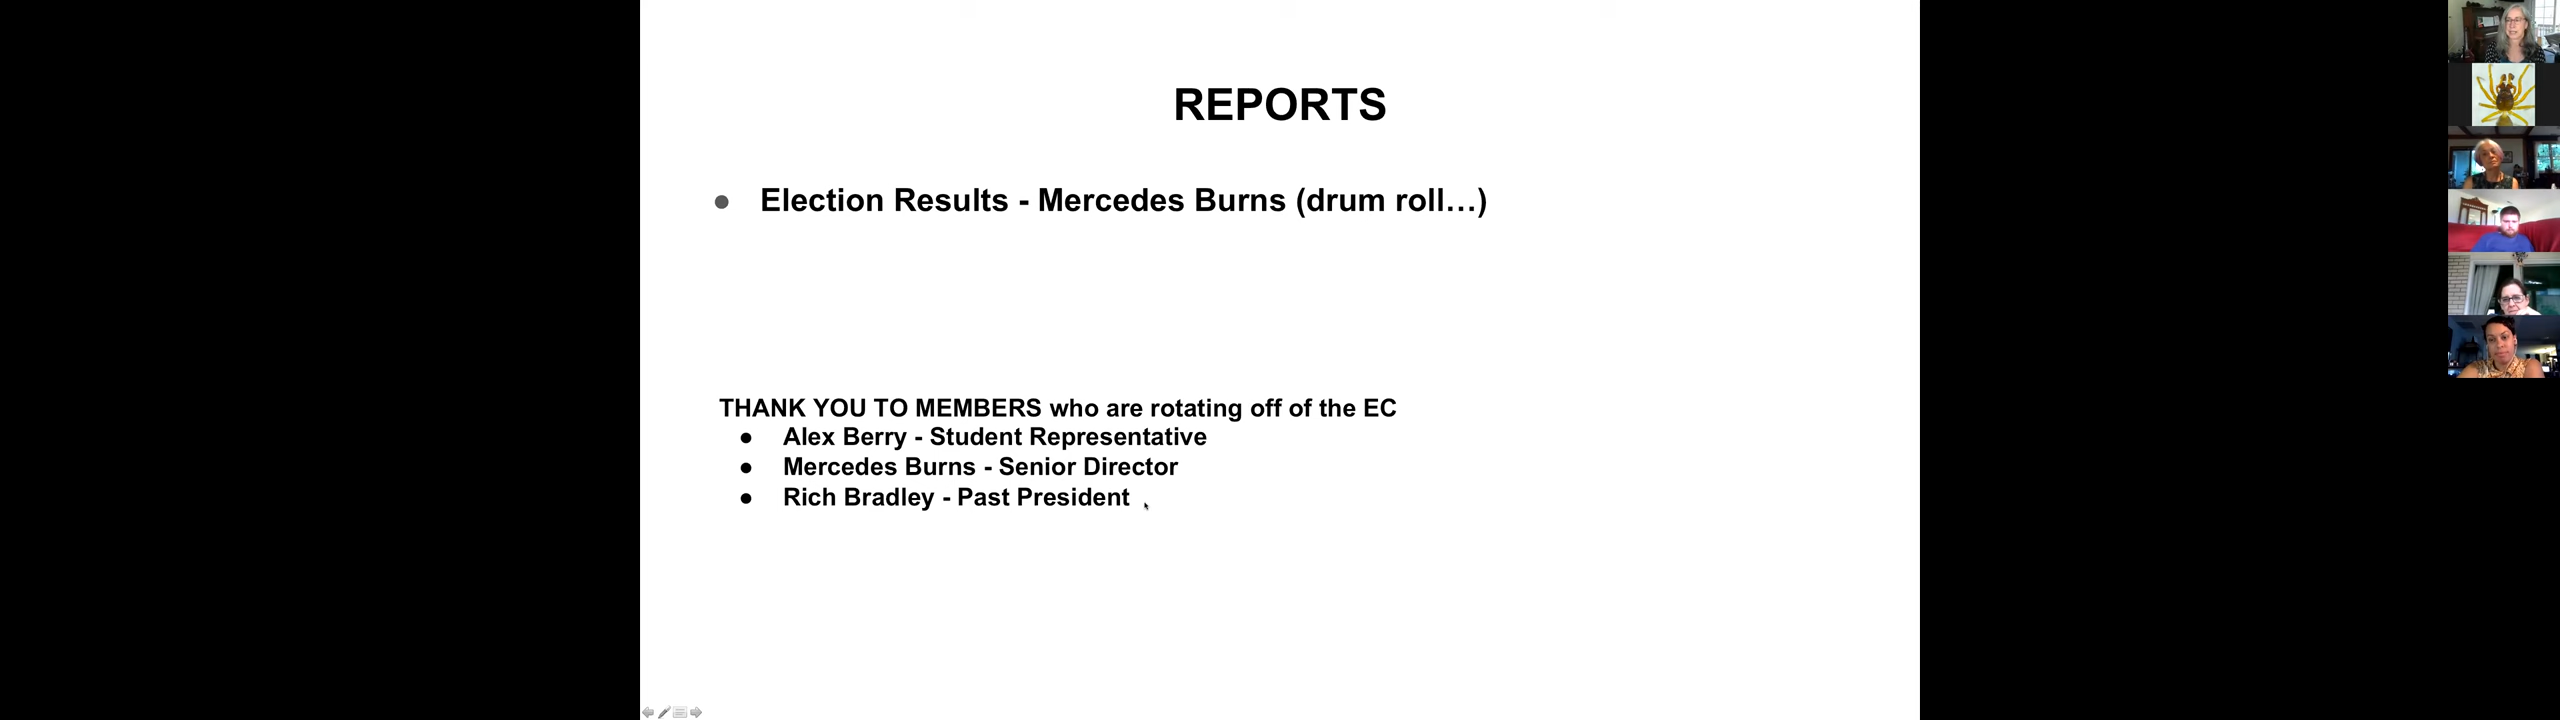 REPORTS
● Election Results - Mercedes Burns (drum roll…)
THANK YOU TO MEMBERS who are rotating off of the EC
● Alex Berry - Student Representative
● Mercedes Burns - Senior Director
● Rich Bradley - Past President